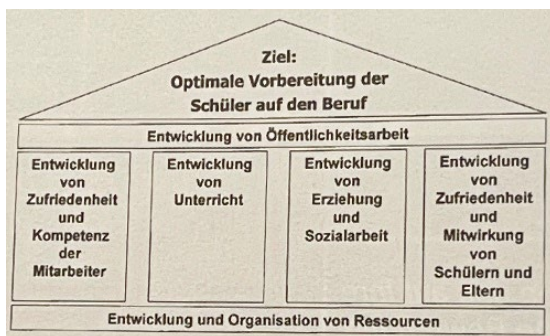 Ziel:
Optimale Vorbereitung der
Schüler auf den Beruf
Entwicklung von Öffentlichkeitsarbeit
Entwicklung
von
Zufriedenheit
und
Kompetenz
der
Mitarbeiter
Entwicklung
von
Unterricht
Entwicklung
von
Erziehung
und
Sozialarbeit
Entwicklung
von
Zufriedenheit
und
Mitwirkung
von
Schülern und
Eltern
Entwicklung und Organisation von Ressourcen